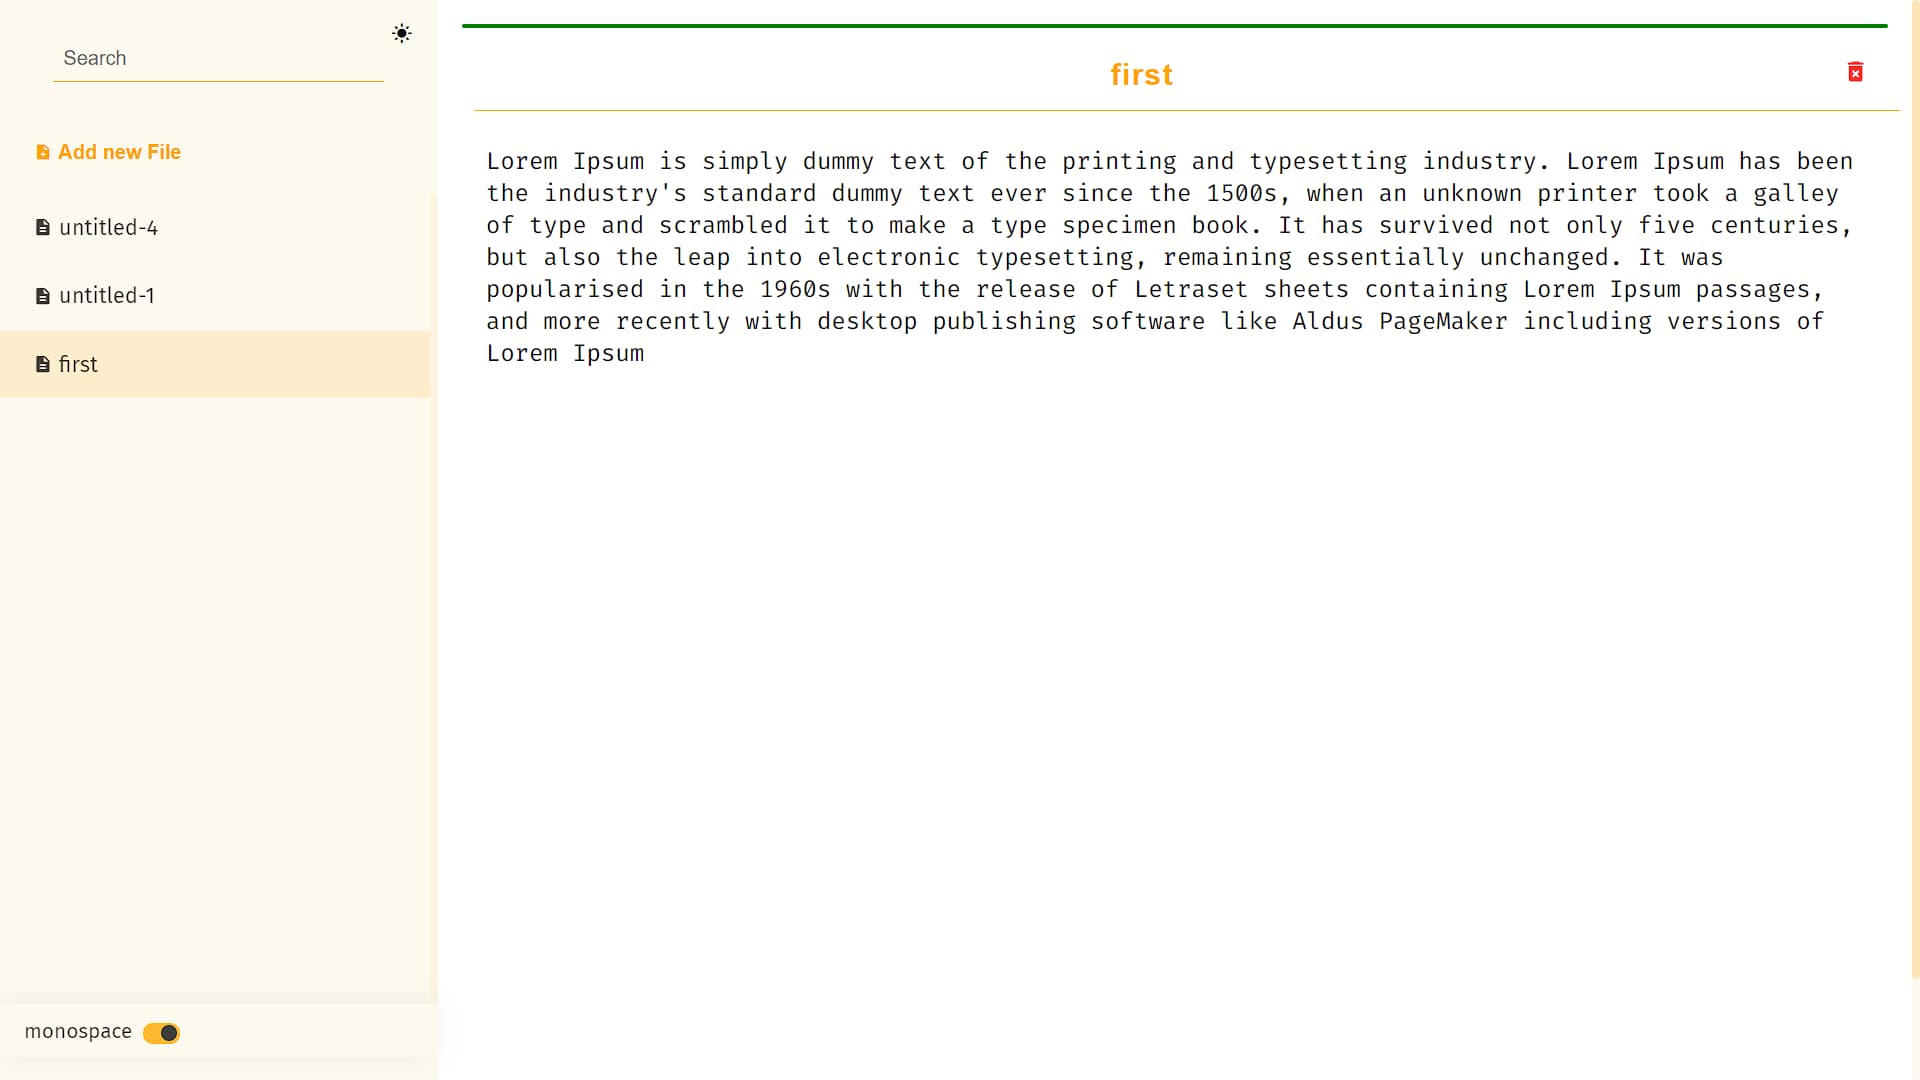 Search
Add new File
untitled-4
untitled-1
first
monospace
first
Lorem Ipsum is simply dummy text of the printing and typesetting industry. Lorem Ipsum has been
the industry's standard dummy text ever since the 1500s, when an unknown printer took a galley
of type and scrambled it to make a type specimen book. It has survived not only five centuries,
but also the leap into electronic typesetting, remaining essentially unchanged. It was
popularised in the 1960s with the release of Letraset sheets containing Lorem Ipsum passages,
and more recently with desktop publishing software like Aldus PageMaker including versions of
Lorem Ipsum